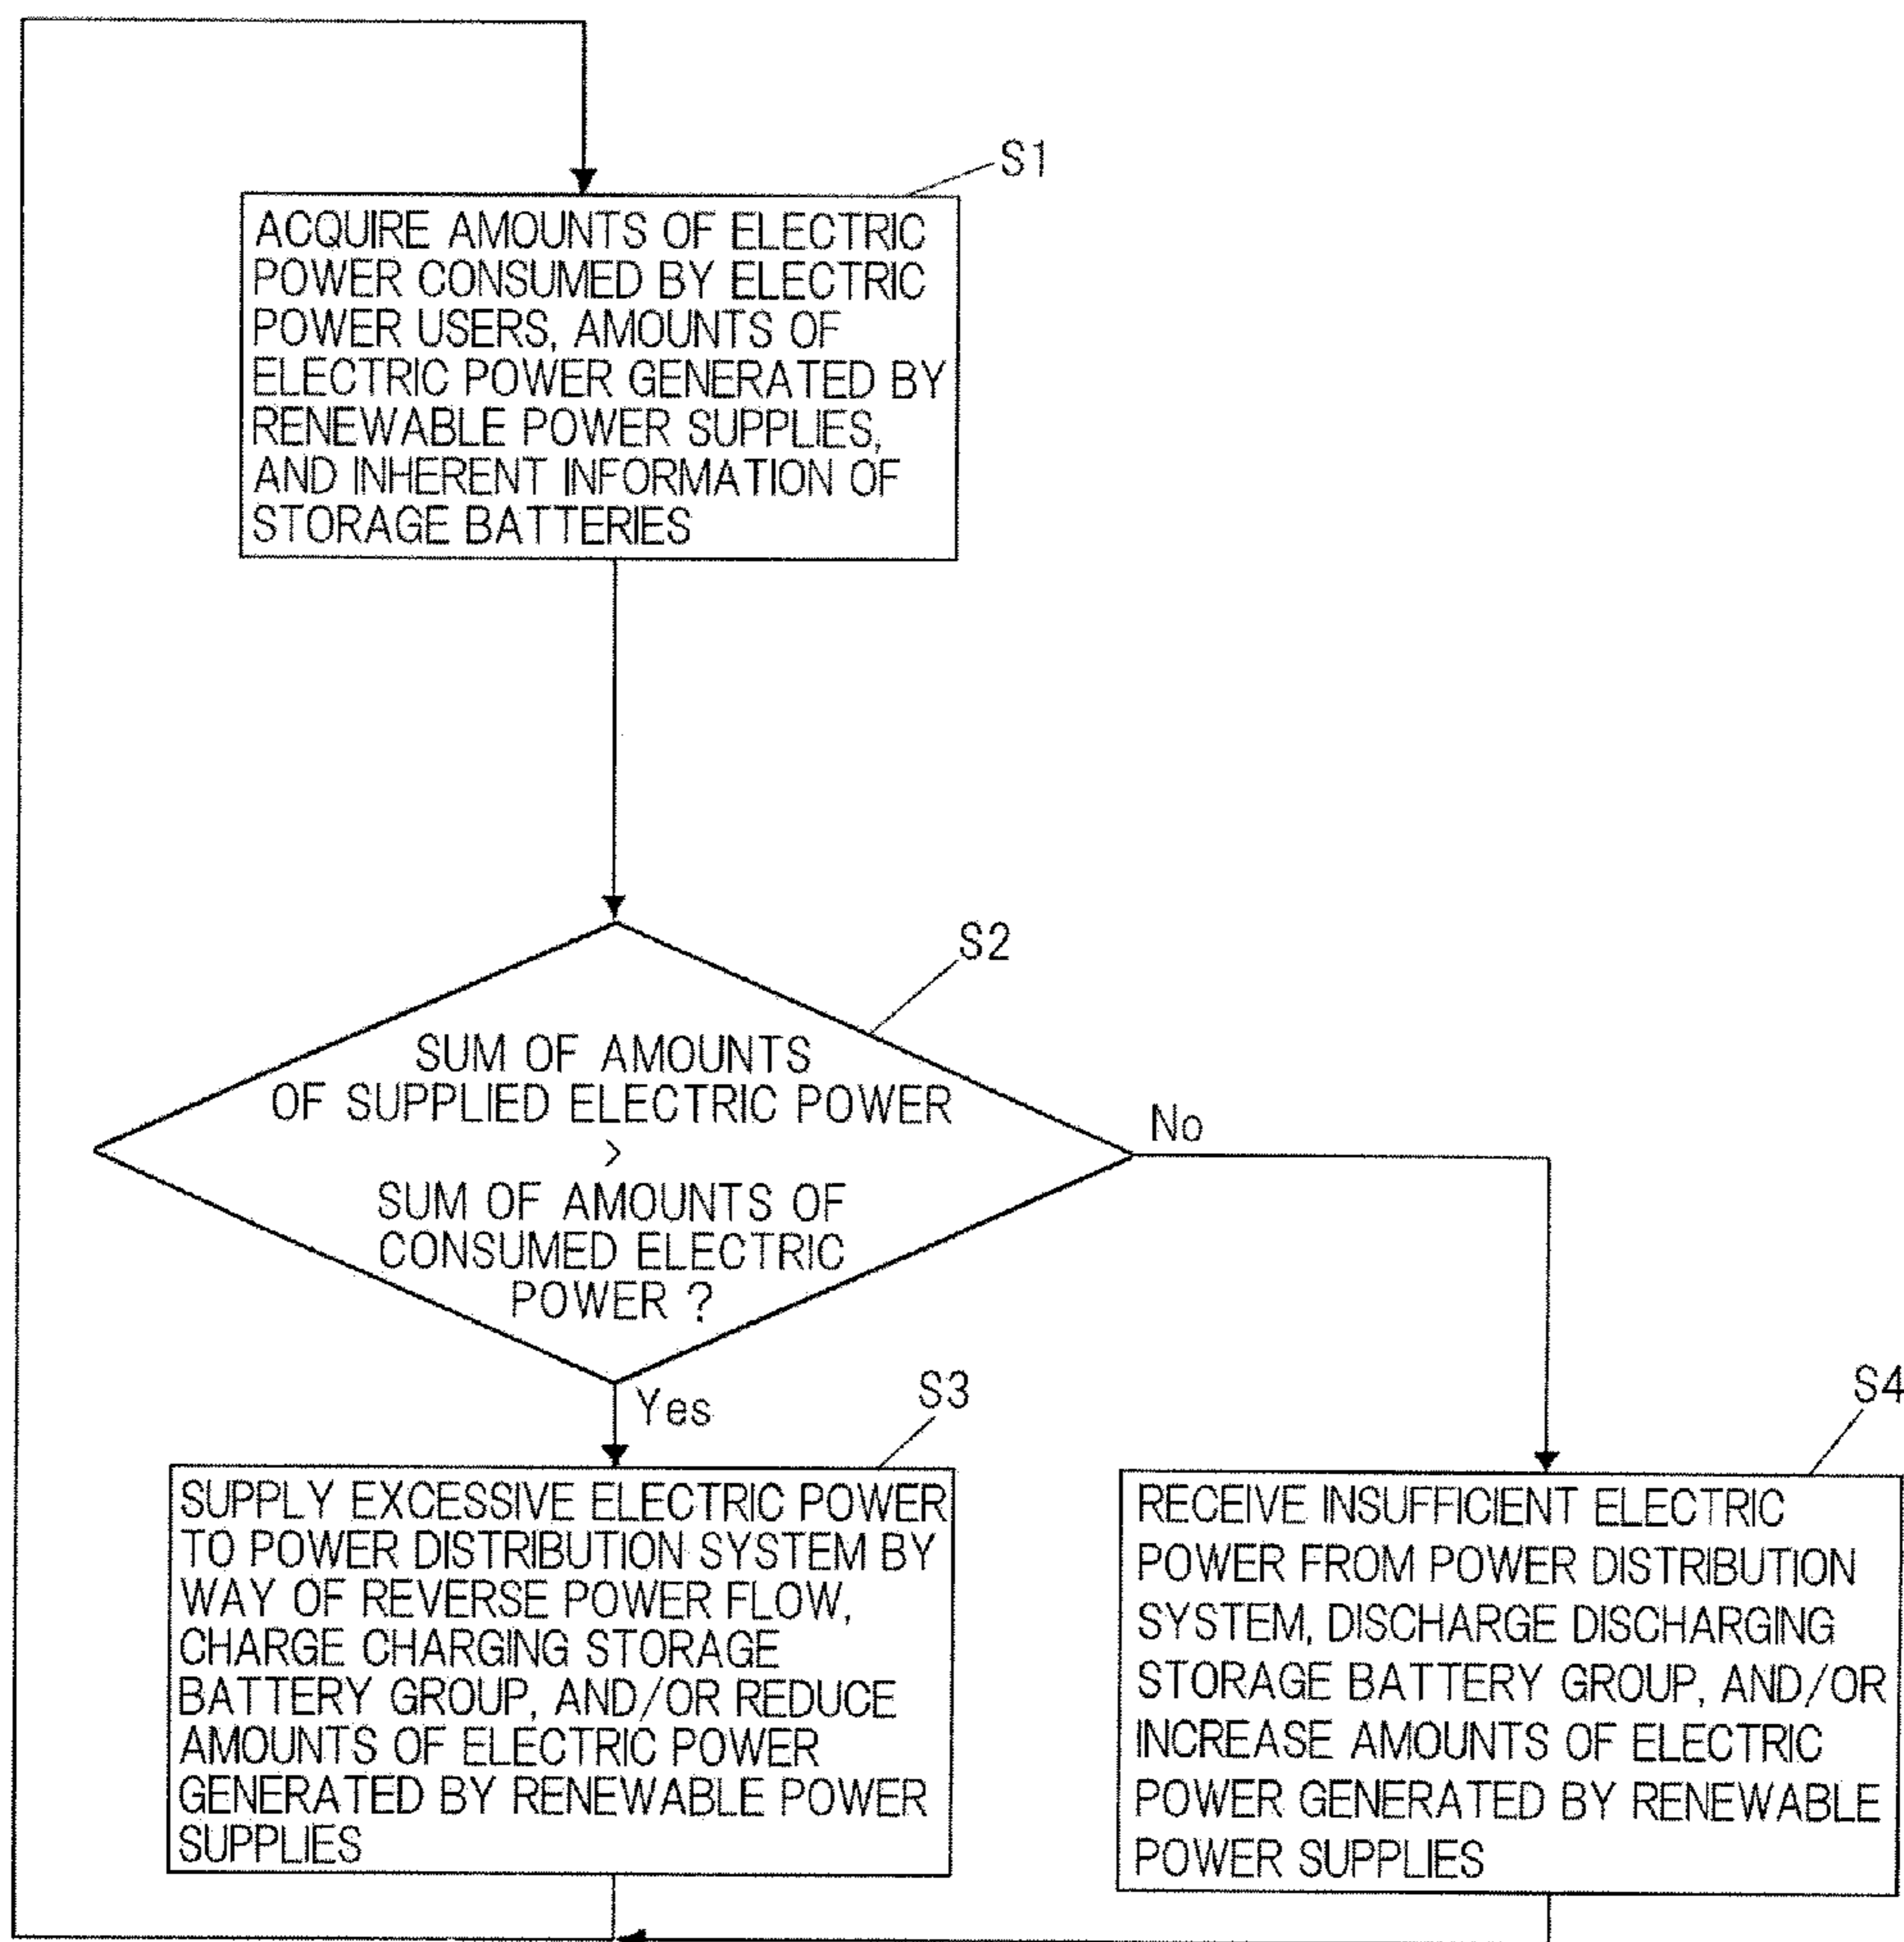 S1
ACQUIRE AMOUNTS OF ELECTRIC
POWER CONSUMED BY ELECTRIC
POWER USERS, AMOUNTS OF
ELECTRIC POWER GENERATED BY
RENEWABLE POWER SUPPLIES,
AND INHERENT INFORMATION OF
STORAGE BATTERIES
S2
SUM OF AMOUNTS
OF SUPPLIED ELECTRIC POWER
>
SUM OF AMOUNTS OF
CONSUMED ELECTRIC
POWER ?
No
Yes
S3
SUPPLY EXCESSIVE ELECTRIC POWER
TO POWER DISTRIBUTION SYSTEM BY
WAY OF REVERSE POWER FLOW,
CHARGE CHARGING STORAGE
BATTERY GROUP, AND/OR REDUCE
AMOUNTS OF ELECTRIC POWER
GENERATED BY RENEWABLE POWER
SUPPLIES
S4
RECEIVE INSUFFICIENT ELECTRIC
POWER FROM POWER DISTRIBUTION
SYSTEM, DISCHARGE DISCHARGING
STORAGE BATTERY GROUP, AND/OR
INCREASE AMOUNTS OF ELECTRIC
POWER GENERATED BY RENEWABLE
POWER SUPPLIES